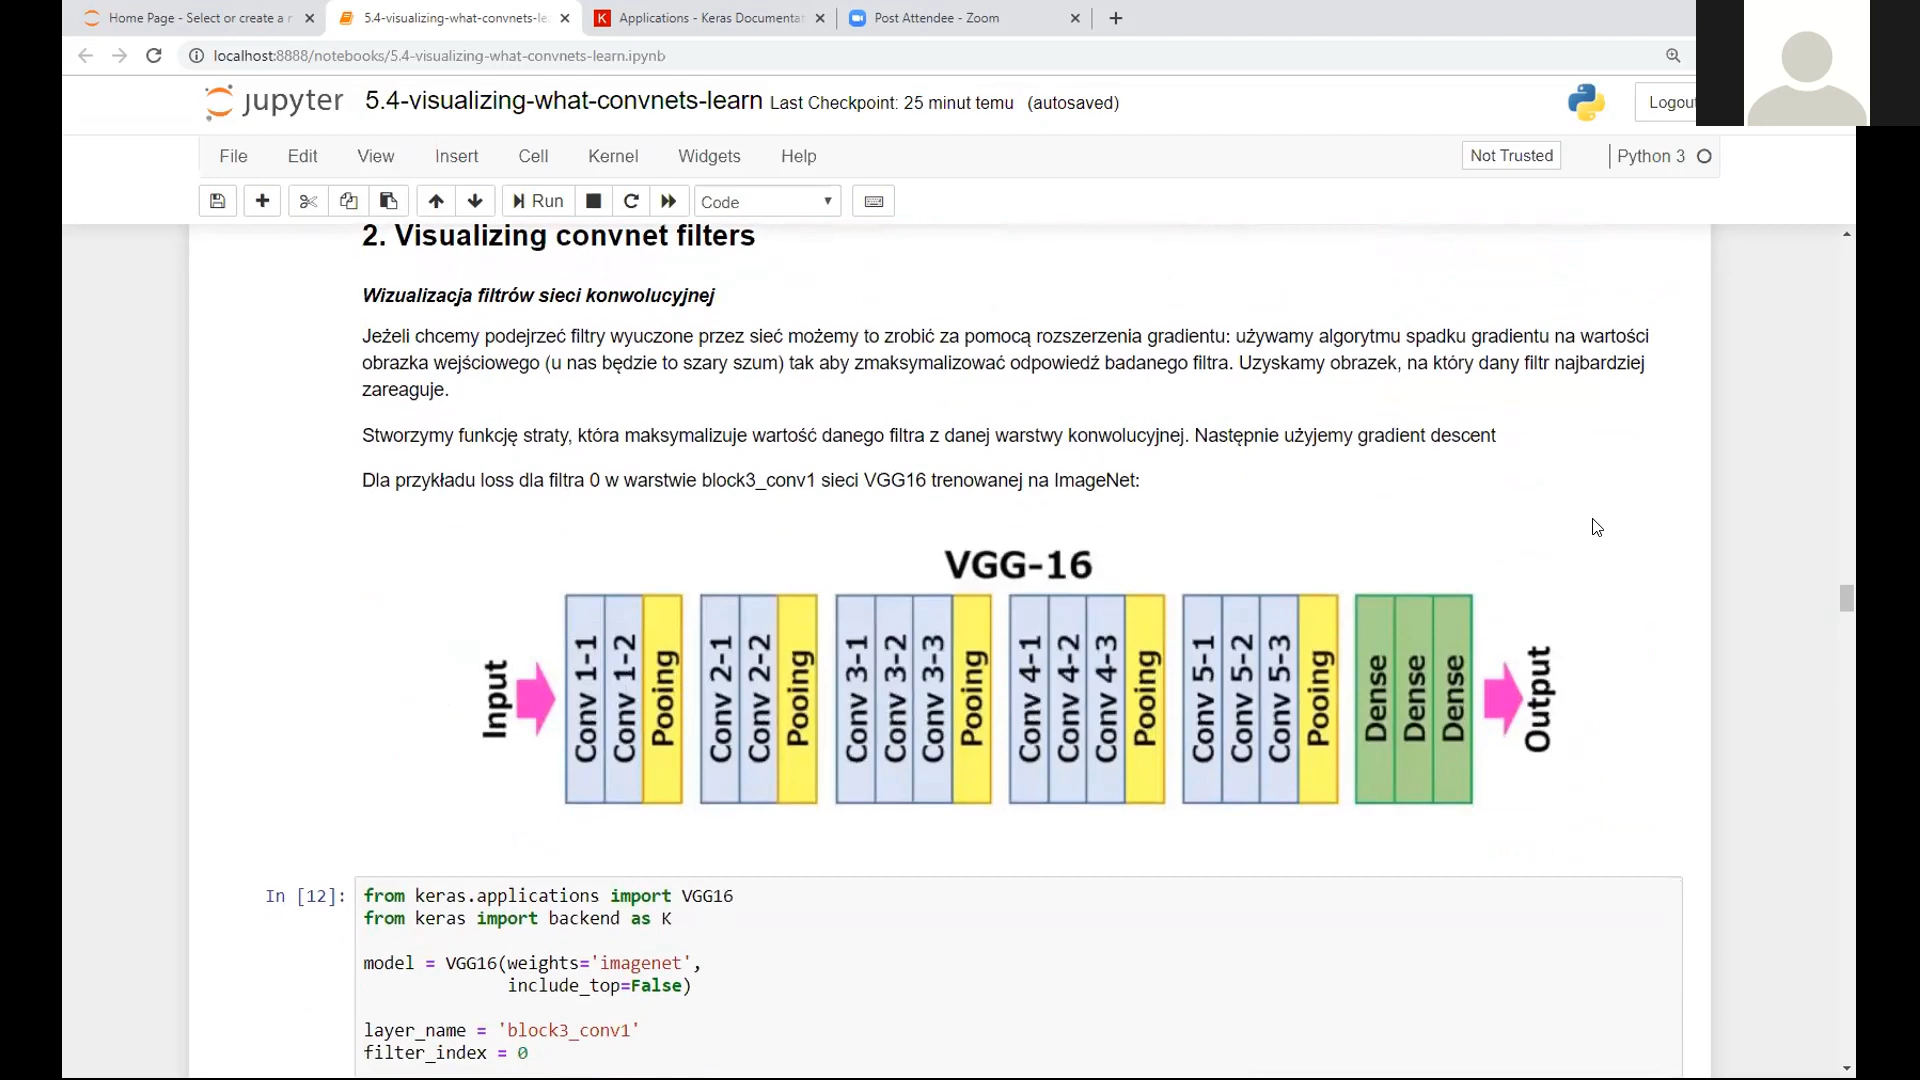 Home Page - Select or create a n
5.4-visualizing-what-convnets-le
Applications - Keras Documentat
Post Attendee - Zoom
localhost:8888/notebooks/5.4-visualizing-what-convnets-learn.ipynb
jupyter 5.4-visualizing-what-convnets-learn Last Checkpoint: 25 minut temu (autosaved)
Logout
File Edit View Insert Cell Kernel Widgets Help
Not Trusted
Python 3
Run
Code
2. Visualizing convnet filters
Wizualizacja filtrów sieci konwolucyjnej
Jeżeli chcemy podejrzeć filtry wyuczone przez sieć możemy to zrobić za pomocą rozszerzenia gradientu: używamy algorytmu spadku gradientu na wartości
obrazka wejściowego (u nas będzie to szary szum) tak aby zmaksymalizować odpowiedź badanego filtra. Uzyskamy obrazek, na który dany filtr najbardziej
zareaguje.
Stworzymy funkcję straty, która maksymalizuje wartość danego filtra z danej warstwy konwolucyjnej. Następnie użyjemy gradient descent
Dla przykładu loss dla filtra 0 w warstwie block3_conv1 sieci VGG16 trenowanej na ImageNet:
VGG-16
Input
Conv 1-1
Conv 1-2
Pooing
Conv 2-1
Conv 2-2
Pooing
Conv 3-1
Conv 3-2
Conv 3-3
Pooing
Conv 4-1
Conv 4-2
Conv 4-3
Pooing
Conv 5-1
Conv 5-2
Conv 5-3
Pooing
Dense
Dense
Dense
Output
In [12]:
from keras.applications import VGG16
from keras import backend as K
model = VGG16(weights='imagenet',
include_top=False)
layer_name = 'block3_conv1'
filter_index = 0